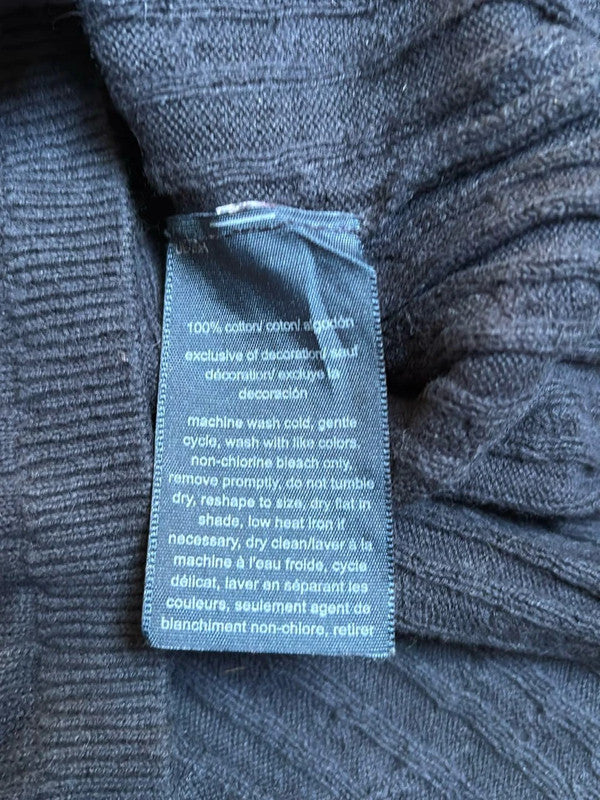 100% cotton/ coton/ algodón
exclusive of decoration/ sauf
décoration/ excluye la
decoración
machine wash cold, gentle
cycle, wash with like colors,
non-chlorine bleach only,
remove promptly, do not tumble
dry, reshape to size, dry flat in
shade, low heat iron if
necessary, dry clean/laver à la
machine à l'eau froide, cycle
délicat, laver en séparant les
couleurs, seulement agent de
blanchiment non-chlore, retirer